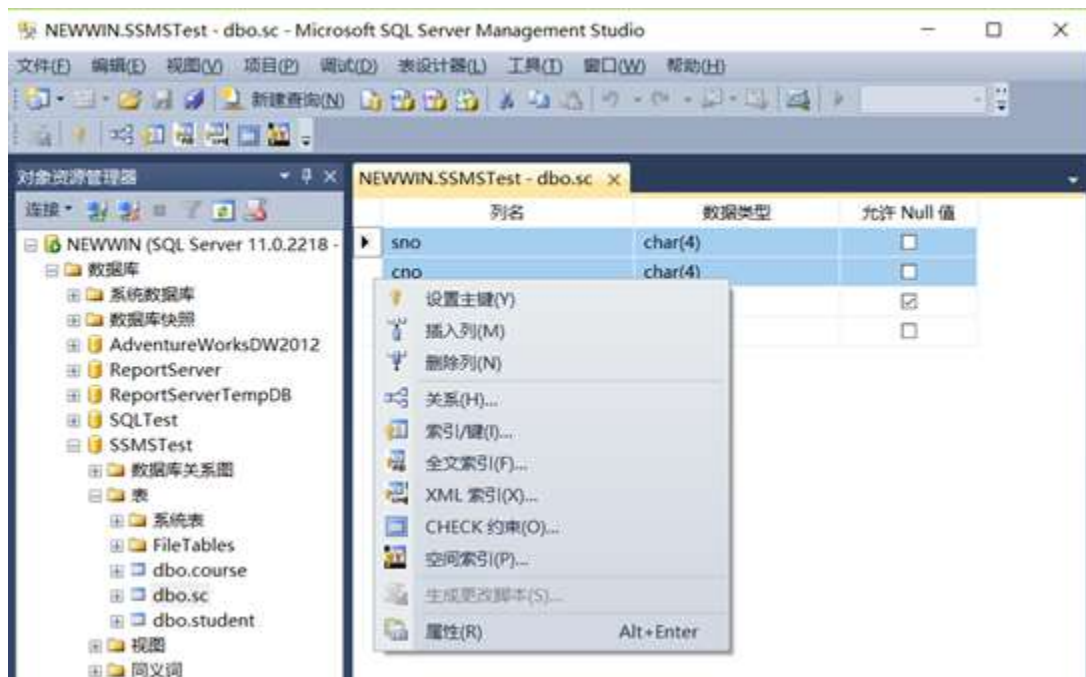 NEWWIN.SSMSTest - dbo.sc - Microsoft SQL Server Management Studio
文件(F) 编辑(E) 视图(V) 项目(P) 调试(D) 表设计器(L) 工具(T) 窗口(W) 帮助(H)
新建查询(N)
对象资源管理器
连接
NEWWIN (SQL Server 11.0.2218 -
数据库
系统数据库
数据库快照
AdventureWorksDW2012
ReportServer
ReportServerTempDB
SQLTest
SSMSTest
数据库关系图
表
系统表
FileTables
dbo.course
dbo.sc
dbo.student
视图
同义词
NEWWIN.SSMSTest - dbo.sc
列名 数据类型 允许 Null 值
sno char(4)
cno char(4)
设置主键(Y)
插入列(M)
删除列(N)
关系(H)...
索引/键(I)...
全文索引(F)...
XML 索引(X)...
CHECK 约束(O)...
空间索引(P)...
生成更改脚本(S)...
属性(R) Alt+Enter